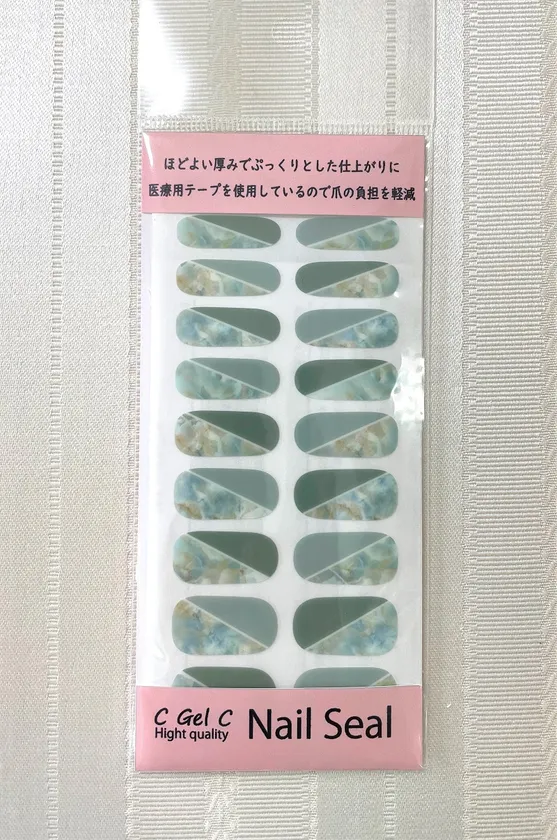 ほどよい厚みでぷっくりとした仕上がりに
医療用テープを使用しているので爪の負担を軽減
C Gel C
Hight quality
Nail Seal